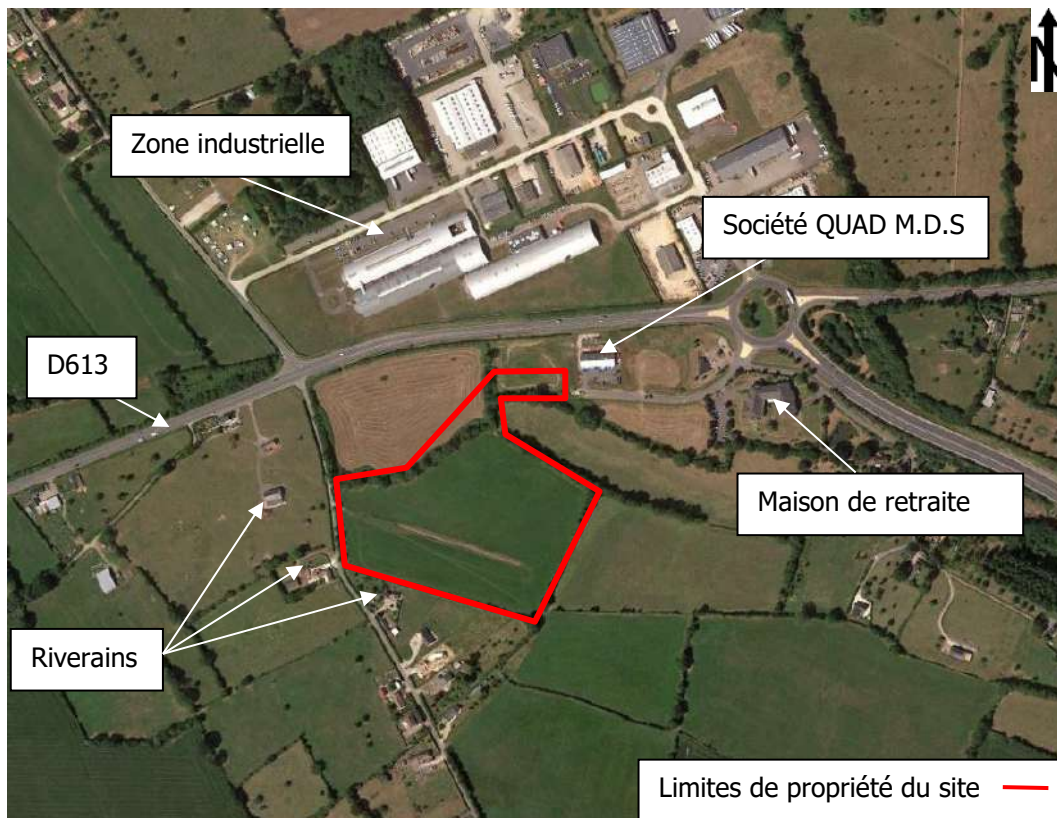 N
Zone industrielle
Société QUAD M.D.S
D613
Maison de retraite
Riverains
Limites de propriété du site